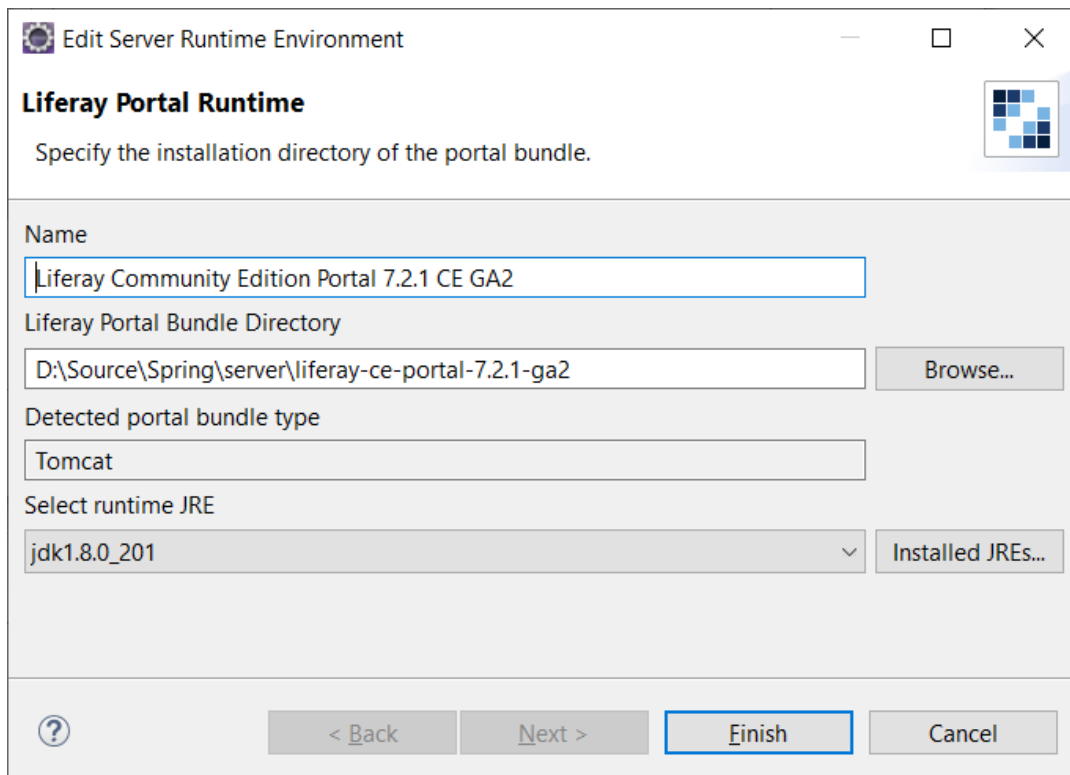 Edit Server Runtime Environment
Liferay Portal Runtime
Specify the installation directory of the portal bundle.
Name
Liferay Community Edition Portal 7.2.1 CE GA2
Liferay Portal Bundle Directory
D:\Source\Spring\server\liferay-ce-portal-7.2.1-ga2
Browse...
Detected portal bundle type
Tomcat
Select runtime JRE
jdk1.8.0_201
Installed JREs...
?
< Back
Next >
Finish
Cancel